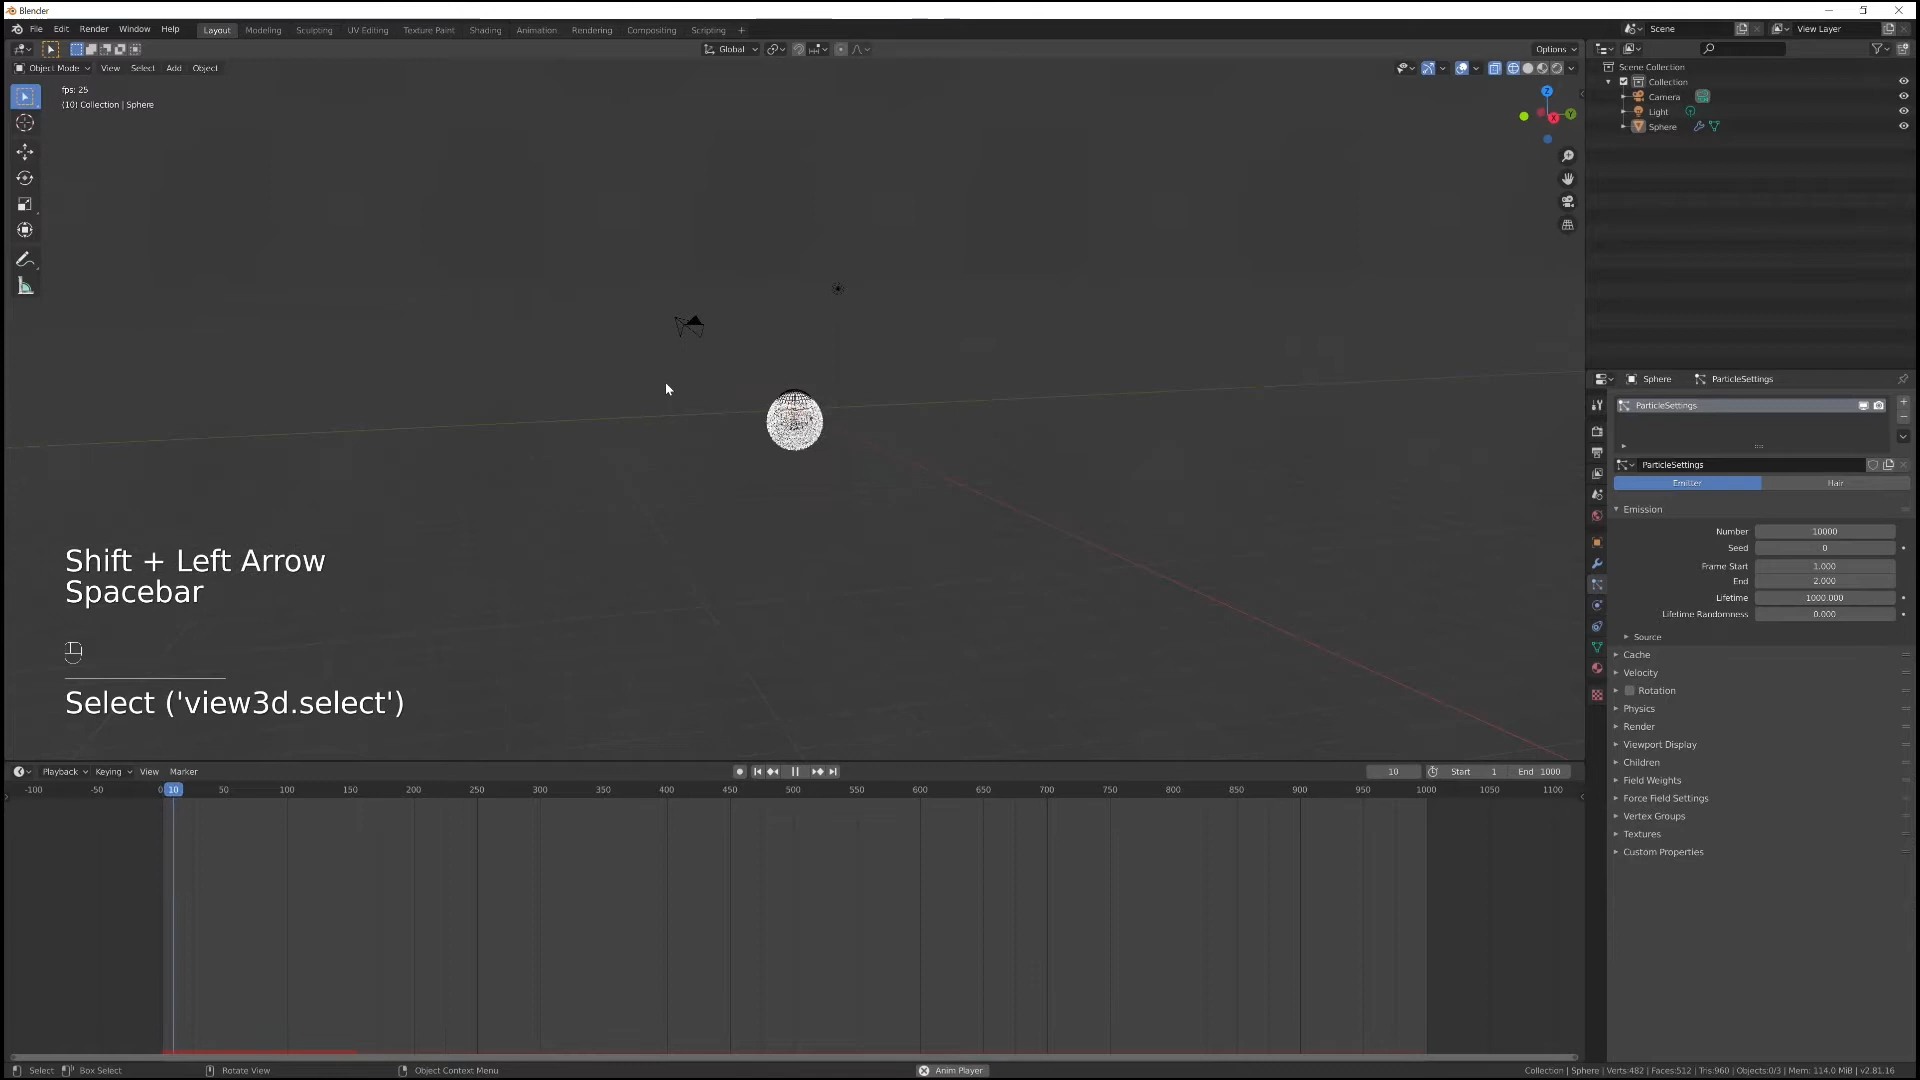 Blender
File Edit Render Window Help
Layout Modeling Sculpting UV Editing Texture Paint Shading Animation Rendering Compositing Scripting +
Scene
View Layer
Global
Options
Object Mode View Select Add Object
fps: 25
(10) Collection | Sphere
Z
Y
X
Scene Collection
Collection
Camera
Light
Sphere
Shift + Left Arrow
Spacebar
Select ('view3d.select')
Sphere ParticleSettings
ParticleSettings
ParticleSettings
Emitter Hair
Emission
Number 10000
Seed 0
Frame Start 1.000
End 2.000
Lifetime 1000.000
Lifetime Randomness 0.000
Source
Cache
Velocity
Rotation
Physics
Render
Viewport Display
Children
Field Weights
Force Field Settings
Vertex Groups
Textures
Custom Properties
Playback Keying View Marker
10 Start 1 End 1000
-100 -50 0 10 50 100 150 200 250 300 350 400 450 500 550 600 650 700 750 800 850 900 950 1000 1050 1100
Select Box Select Rotate View Object Context Menu Anim Player Collection | Sphere | Verts:482 | Faces:512 | Tris:960 | Objects:0/3 | Mem: 114.0 MiB | v2.81.16